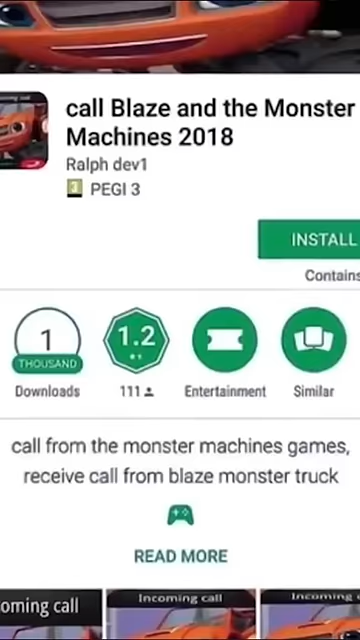 call Blaze and the Monster
Machines 2018
Ralph dev1
3 PEGI 3
INSTALL
Contains
1
THOUSAND
Downloads
1.2
111
Entertainment
Similar
call from the monster machines games,
receive call from blaze monster truck
READ MORE
oming call
Incoming call
Incoming c